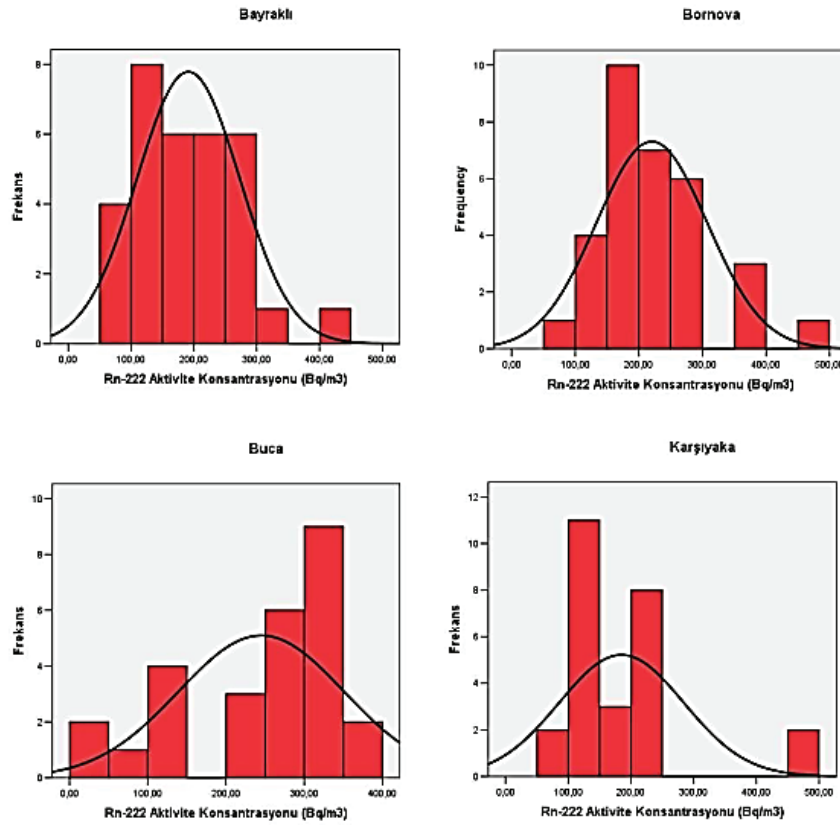 Bayraklı
Frekans
8
6
4
2
0
0,00 100,00 200,00 300,00 400,00 500,00
Rn-222 Aktivite Konsantrasyonu (Bq/m3)
Bornova
Frequency
10
8
6
4
2
0
0,00 100,00 200,00 300,00 400,00 500,00
Rn-222 Aktivite Konsantrasyonu (Bq/m3)
Buca
Frekans
10
8
6
4
2
0
0,00 100,00 200,00 300,00 400,00
Rn-222 Aktivite Konsantrasyonu (Bq/m3)
Karşıyaka
Frekans
12
10
8
6
4
2
0
0,00 100,00 200,00 300,00 400,00 500,00
Rn-222 Aktivite Konsantrasyonu (Bq/m3)